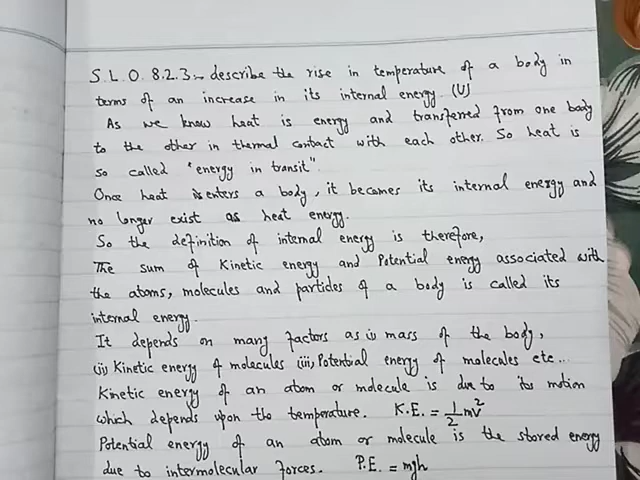 S.L.O. 8.2.3:- describe the rise in temperature of a body in
terms of an increase in its internal energy. (U)
As we know heat is energy and transferred from one body
to the other in thermal contact with each other. So heat is
so called "energy in transit".
Once heat enters a body, it becomes its internal energy and
no longer exist as heat energy.
So the definition of internal energy is therefore,
The sum of Kinetic energy and Potential energy associated with
the atoms, molecules and particles of a body is called its
internal energy.
It depends on many factors as (i) mass of the body,
(ii) Kinetic energy of molecules (iii) Potential energy of molecules etc...
Kinetic energy of an atom or molecule is due to its motion
which depends upon the temperature. K.E. = 1/2 mv²
Potential energy of an atom or molecule is the stored energy
due to intermolecular forces. P.E. = mgh